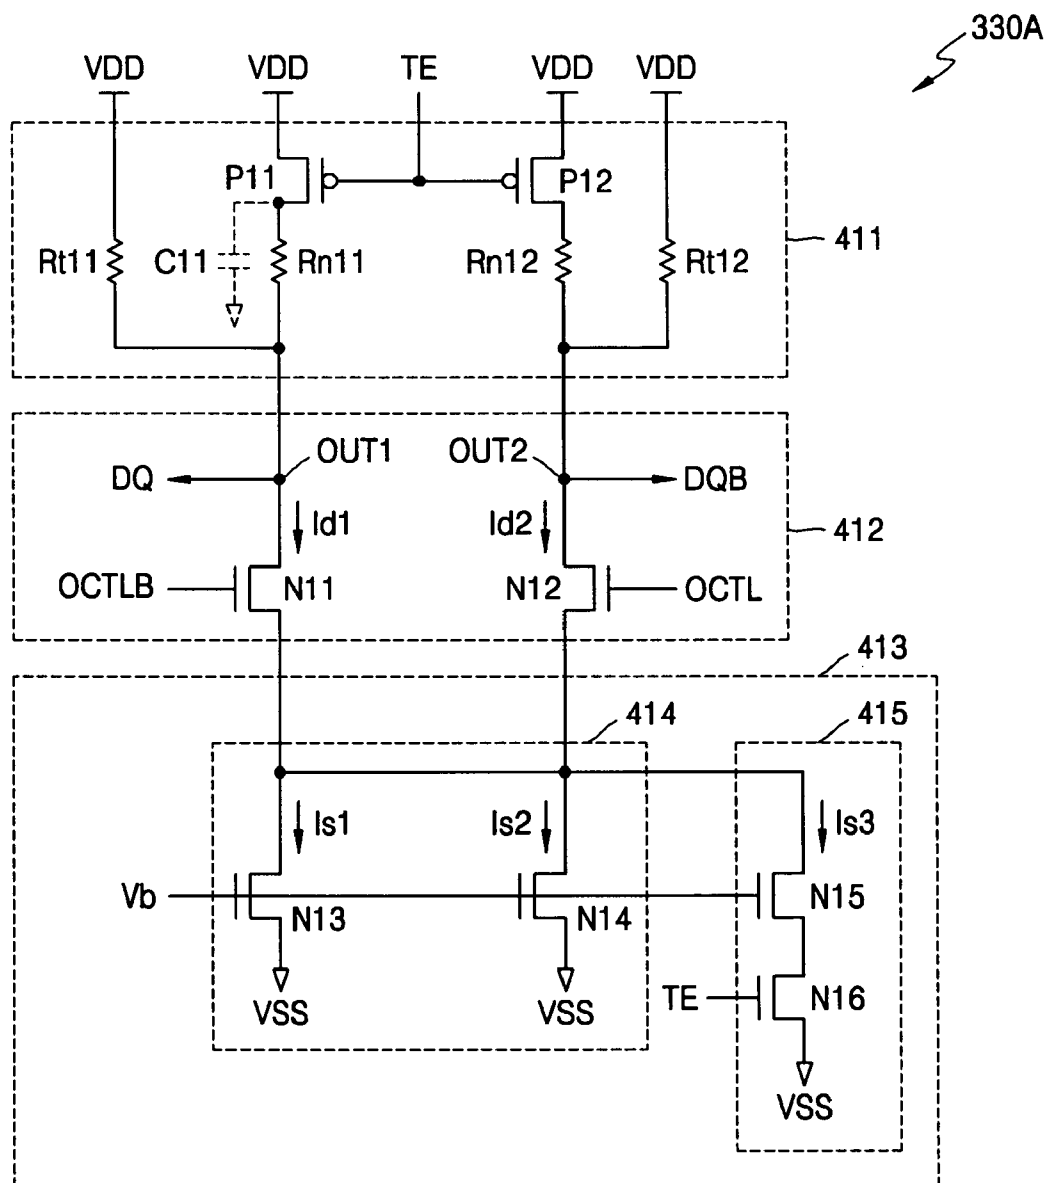 330A
VDD VDD TE VDD VDD
P11 P12
411
Rt11 C11 Rn11 Rn12 Rt12
OUT1 OUT2
DQ DQB
Id1 Id2
412
OCTLB N11 N12 OCTL
413
414 415
Is1 Is2 Is3
Vb N13 N14 N15
TE N16
VSS VSS
VSS